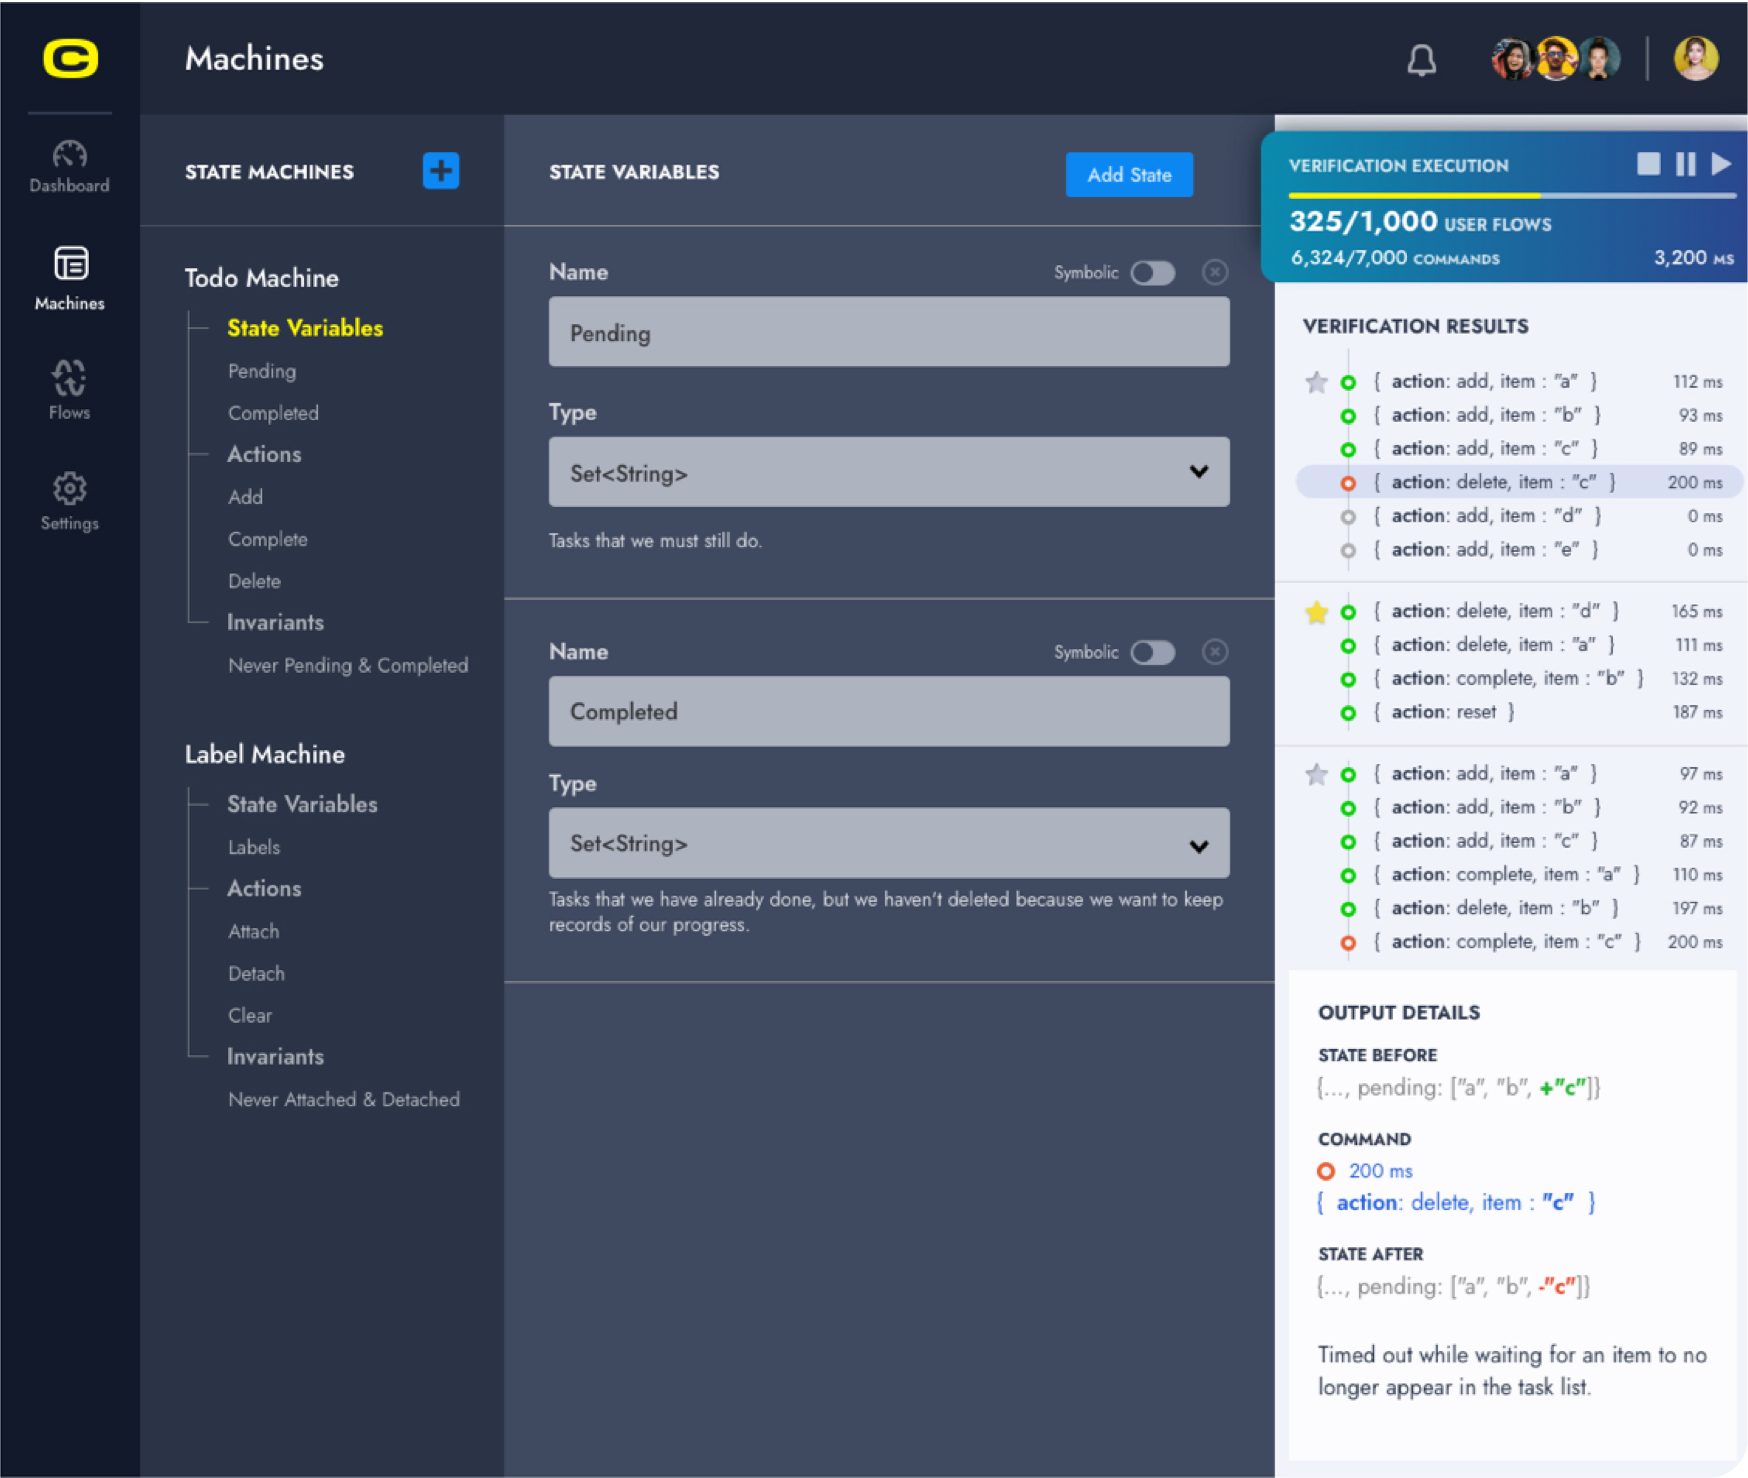 C
Machines
Dashboard
Machines
Flows
Settings
STATE MACHINES
Todo Machine
State Variables
Pending
Completed
Actions
Add
Complete
Delete
Invariants
Never Pending & Completed
Label Machine
State Variables
Labels
Actions
Attach
Detach
Clear
Invariants
Never Attached & Detached
STATE VARIABLES
Add State
Name
Symbolic
Pending
Type
Set<String>
Tasks that we must still do.
Name
Symbolic
Completed
Type
Set<String>
Tasks that we have already done, but we haven't deleted because we want to keep
records of our progress.
VERIFICATION EXECUTION
325/1,000 USER FLOWS
6,324/7,000 COMMANDS 3,200 MS
VERIFICATION RESULTS
{ action: add, item : "a" } 112 ms
{ action: add, item : "b" } 93 ms
{ action: add, item : "c" } 89 ms
{ action: delete, item : "c" } 200 ms
{ action: add, item : "d" } 0 ms
{ action: add, item : "e" } 0 ms
{ action: delete, item : "d" } 165 ms
{ action: delete, item : "a" } 111 ms
{ action: complete, item : "b" } 132 ms
{ action: reset } 187 ms
{ action: add, item : "a" } 97 ms
{ action: add, item : "b" } 92 ms
{ action: add, item : "c" } 87 ms
{ action: complete, item : "a" } 110 ms
{ action: delete, item : "b" } 197 ms
{ action: complete, item : "c" } 200 ms
OUTPUT DETAILS
STATE BEFORE
{..., pending: ["a", "b", +"c"]}
COMMAND
200 ms
{ action: delete, item : "c" }
STATE AFTER
{..., pending: ["a", "b", -"c"]}
Timed out while waiting for an item to no
longer appear in the task list.